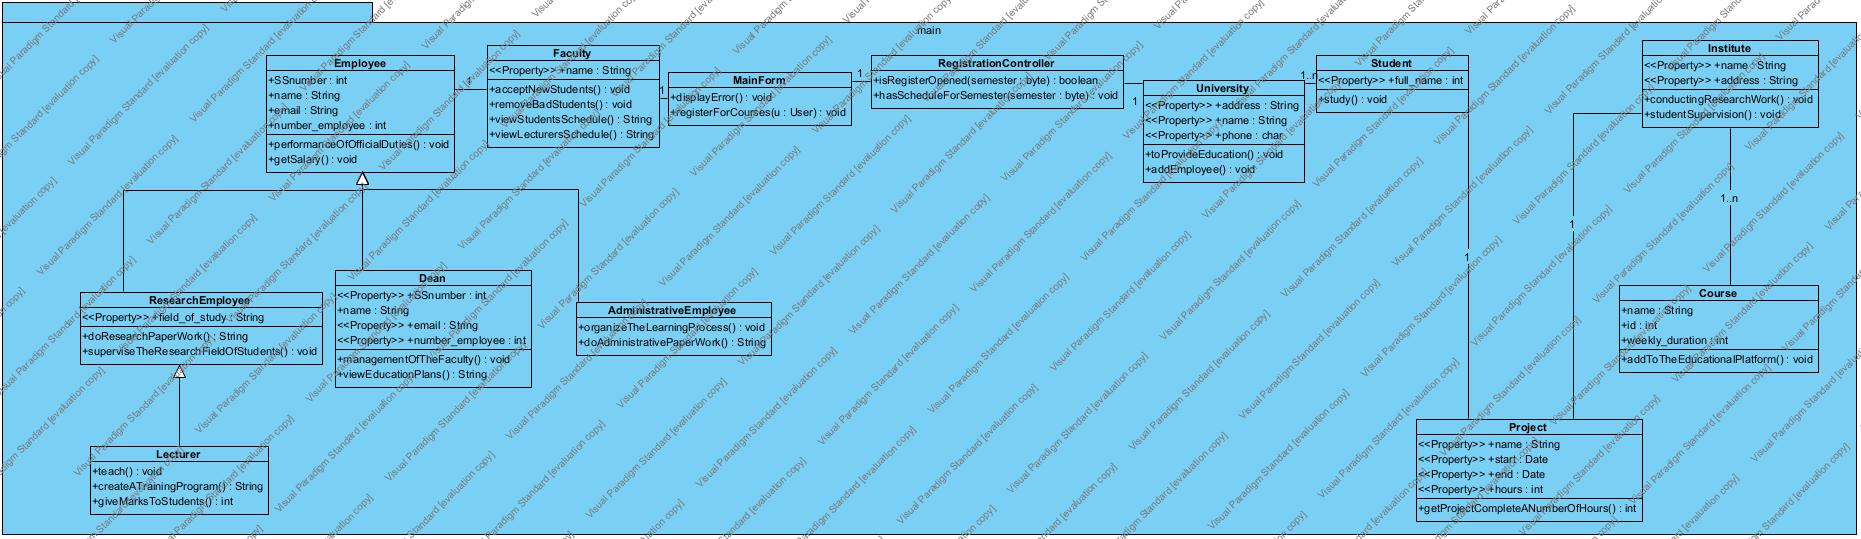 main
Employee
+SSnumber : int
+name : String
+email : String
+number_employee : int
+performanceOfOfficialDuties() : void
+getSalary() : void
1
Faculty
<<Property>> +name : String
+acceptNewStudents() : void
+removeBadStudents() : void
+viewStudentsSchedule() : String
+viewLecturersSchedule() : String
1
MainForm
+displayError() : void
+registerForCourses(u : User) : void
1
RegistrationController
+isRegisterOpened(semester : byte) : boolean
+hasScheduleForSemester(semester : byte) : void
1
University
<<Property>> +address : String
<<Property>> +name : String
<<Property>> +phone : char
+toProvideEducation() : void
+addEmployee() : void
1..n
Student
<<Property>> +full_name : int
+study() : void
Institute
<<Property>> +name : String
<<Property>> +address : String
+conductingResearchWork() : void
+studentSupervision() : void
1..n
1
1
ResearchEmployee
<<Property>> +field_of_study : String
+doResearchPaperWork() : String
+superviseTheResearchFieldOfStudents() : void
Dean
<<Property>> +SSnumber : int
+name : String
<<Property>> +email : String
<<Property>> +number_employee : int
+managementOfTheFaculty() : void
+viewEducationPlans() : String
AdministrativeEmployee
+organizeTheLearningProcess() : void
+doAdministrativePaperWork() : String
Course
+name : String
+id : int
+weekly_duration : int
+addToTheEducationalPlatform() : void
Lecturer
+teach() : void
+createATrainingProgram() : String
+giveMarksToStudents() : int
Project
<<Property>> +name : String
<<Property>> +start : Date
<<Property>> +end : Date
<<Property>> +hours : int
+getProjectCompleteANumberOfHours() : int
Visual Paradigm Standard [evaluation copy]